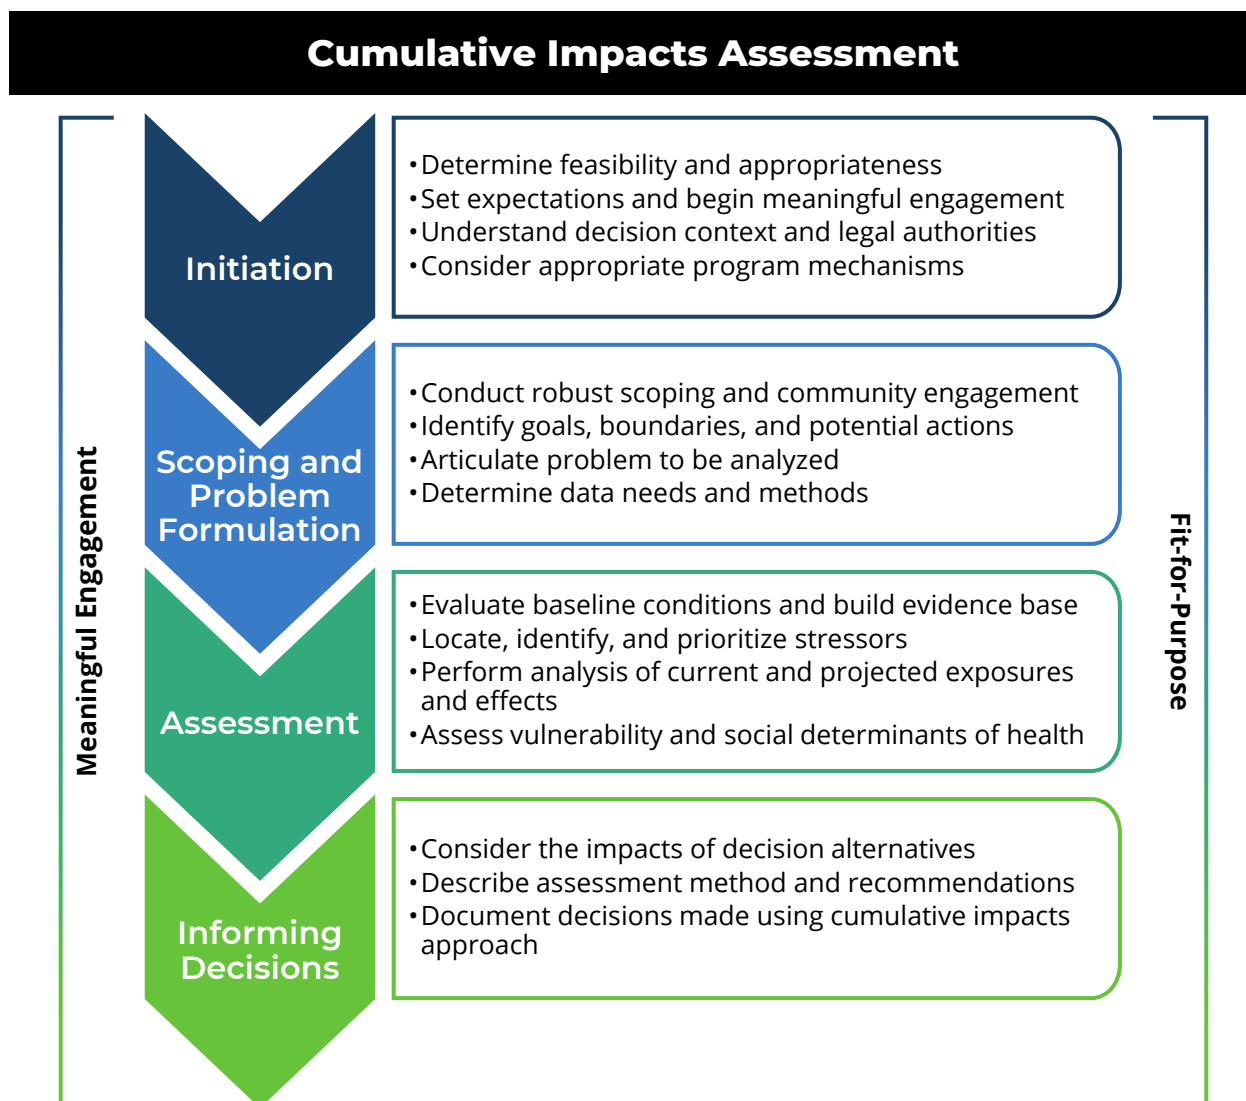 Cumulative Impacts Assessment
Meaningful Engagement
Initiation
•Determine feasibility and appropriateness
•Set expectations and begin meaningful engagement
•Understand decision context and legal authorities
•Consider appropriate program mechanisms
Scoping and
Problem
Formulation
•Conduct robust scoping and community engagement
•Identify goals, boundaries, and potential actions
•Articulate problem to be analyzed
•Determine data needs and methods
Assessment
•Evaluate baseline conditions and build evidence base
•Locate, identify, and prioritize stressors
•Perform analysis of current and projected exposures
and effects
•Assess vulnerability and social determinants of health
Informing
Decisions
•Consider the impacts of decision alternatives
•Describe assessment method and recommendations
•Document decisions made using cumulative impacts
approach
Fit-for-Purpose